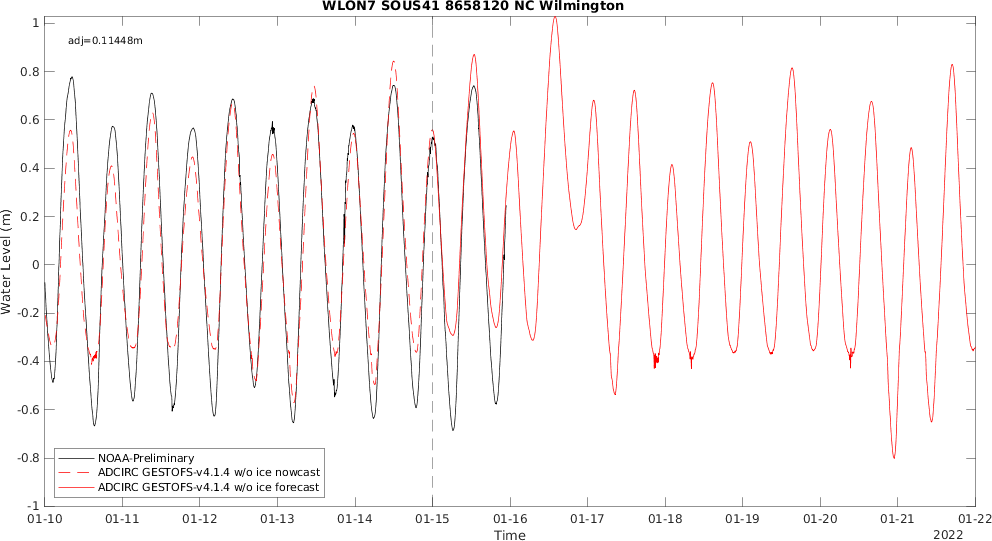 WLON7 SOUS41 8658120 NC Wilmington
adj=0.11448m
1
0.8
0.6
0.4
0.2
0
-0.2
-0.4
-0.6
-0.8
-1
Water Level (m)
NOAA-Preliminary
ADCIRC GESTOFS-v4.1.4 w/o ice nowcast
ADCIRC GESTOFS-v4.1.4 w/o ice forecast
01-10 01-11 01-12 01-13 01-14 01-15 01-16 01-17 01-18 01-19 01-20 01-21 01-22
Time
2022